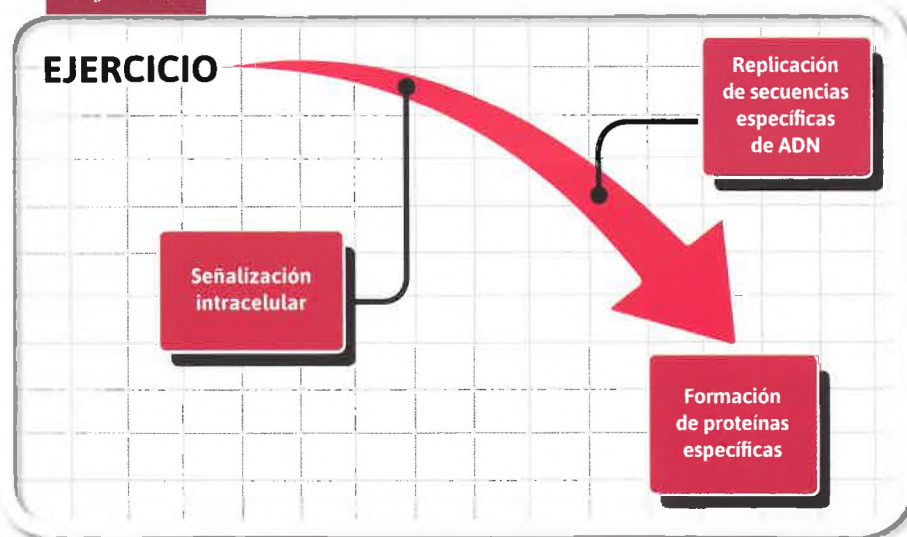 EJERCICIO
Replicación
de secuencias
específicas
de ADN
Señalización
intracelular
Formación
de proteínas
específicas